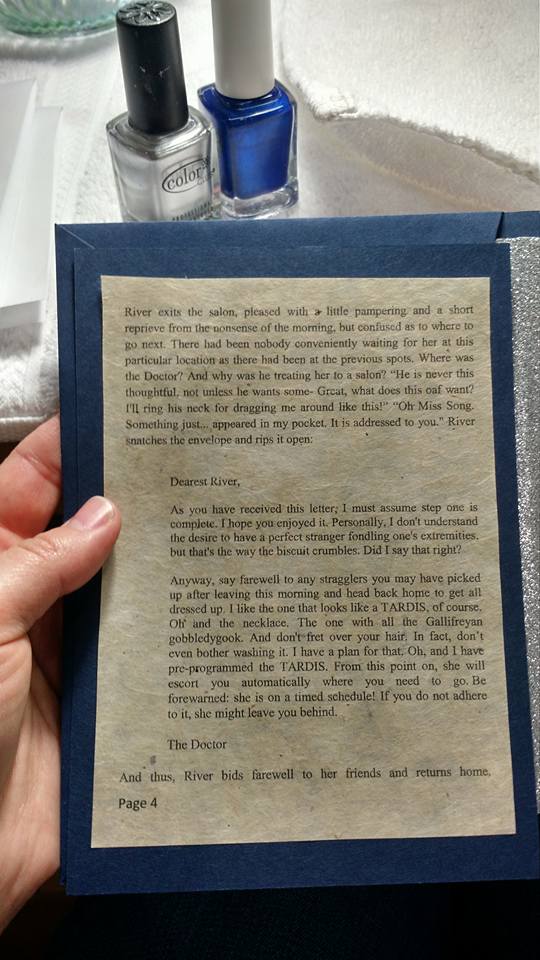 color
River exits the salon, pleased with a little pampering and a short
reprieve from the nonsense of the morning, but confused as to where to
go next. There had been nobody conveniently waiting for her at this
particular location as there had been at the previous spots. Where was
the Doctor? And why was he treating her to a salon? "He is never this
thoughtful, not unless he wants some- Great, what does this oaf want?
I'll ring his neck for dragging me around like this!" "Oh Miss Song.
Something just... appeared in my pocket. It is addressed to you." River
snatches the envelope and rips it open:
Dearest River,
As you have received this letter, I must assume step one is
complete. I hope you enjoyed it. Personally, I don't understand
the desire to have a perfect stranger fondling one's extremities,
but that's the way the biscuit crumbles. Did I say that right?
Anyway, say farewell to any stragglers you may have picked
up after leaving this morning and head back home to get all
dressed up. I like the one that looks like a TARDIS, of course.
Oh and the necklace. The one with all the Gallifreyan
gobbledygook. And don't fret over your hair. In fact, don't
even bother washing it. I have a plan for that. Oh, and I have
pre-programmed the TARDIS. From this point on, she will
escort you automatically where you need to go. Be
forewarned: she is on a timed schedule! If you do not adhere
to it, she might leave you behind.
The Doctor
And thus, River bids farewell to her friends and returns home.
Page 4